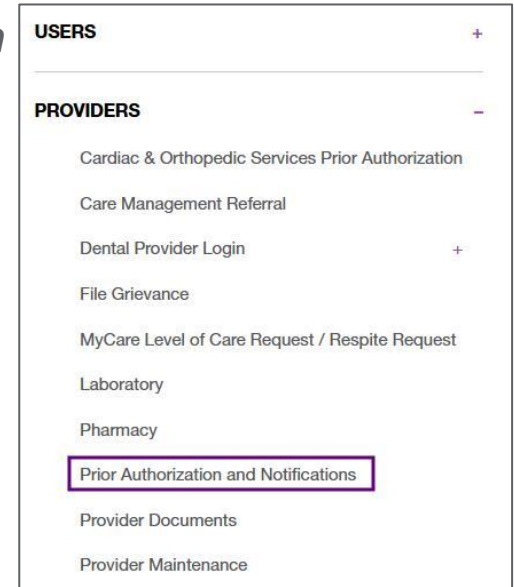 USERS +
PROVIDERS –
Cardiac & Orthopedic Services Prior Authorization
Care Management Referral
Dental Provider Login +
File Grievance
MyCare Level of Care Request / Respite Request
Laboratory
Pharmacy
Prior Authorization and Notifications
Provider Documents
Provider Maintenance